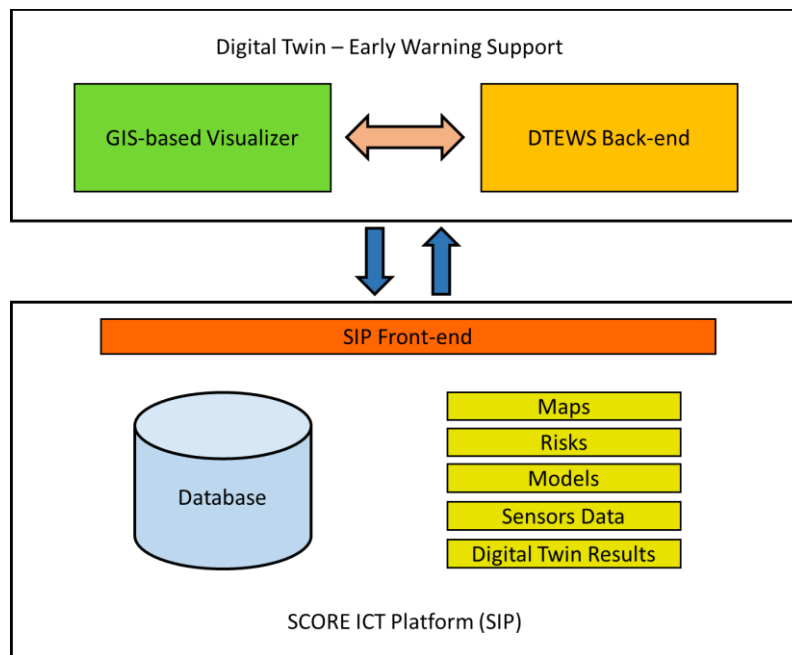 Digital Twin – Early Warning Support
GIS-based Visualizer
DTEWS Back-end
SIP Front-end
Database
Maps
Risks
Models
Sensors Data
Digital Twin Results
SCORE ICT Platform (SIP)